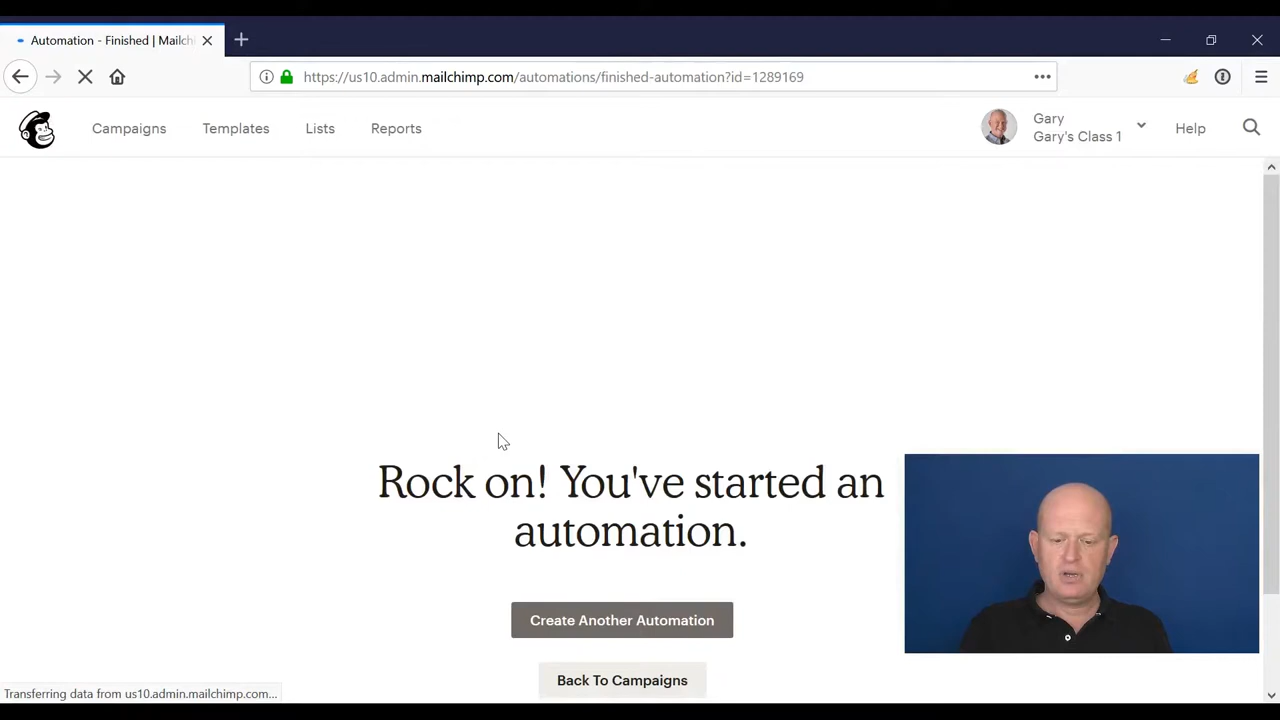 Automation - Finished | Mailchi
https://us10.admin.mailchimp.com/automations/finished-automation?id=1289169
Campaigns
Templates
Lists
Reports
Gary
Gary's Class 1
Help
Rock on! You've started an
automation.
Create Another Automation
Back To Campaigns
Transferring data from us10.admin.mailchimp.com...